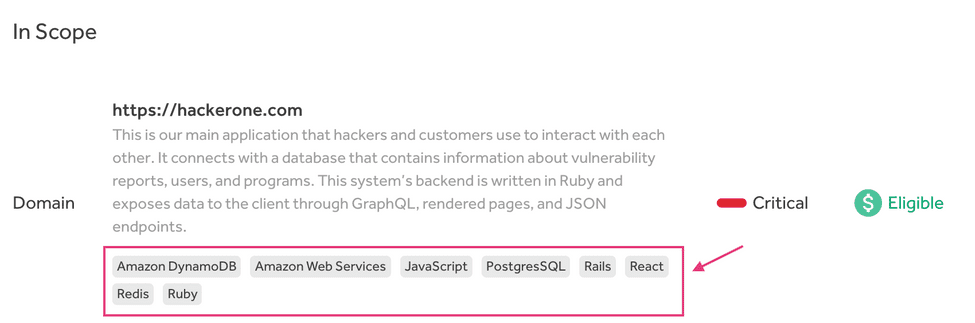 In Scope
https://hackerone.com
This is our main application that hackers and customers use to interact with each
other. It connects with a database that contains information about vulnerability
reports, users, and programs. This system's backend is written in Ruby and
exposes data to the client through GraphQL, rendered pages, and JSON
endpoints.
Domain
Critical
$ Eligible
Amazon DynamoDB Amazon Web Services JavaScript PostgresSQL Rails React
Redis Ruby